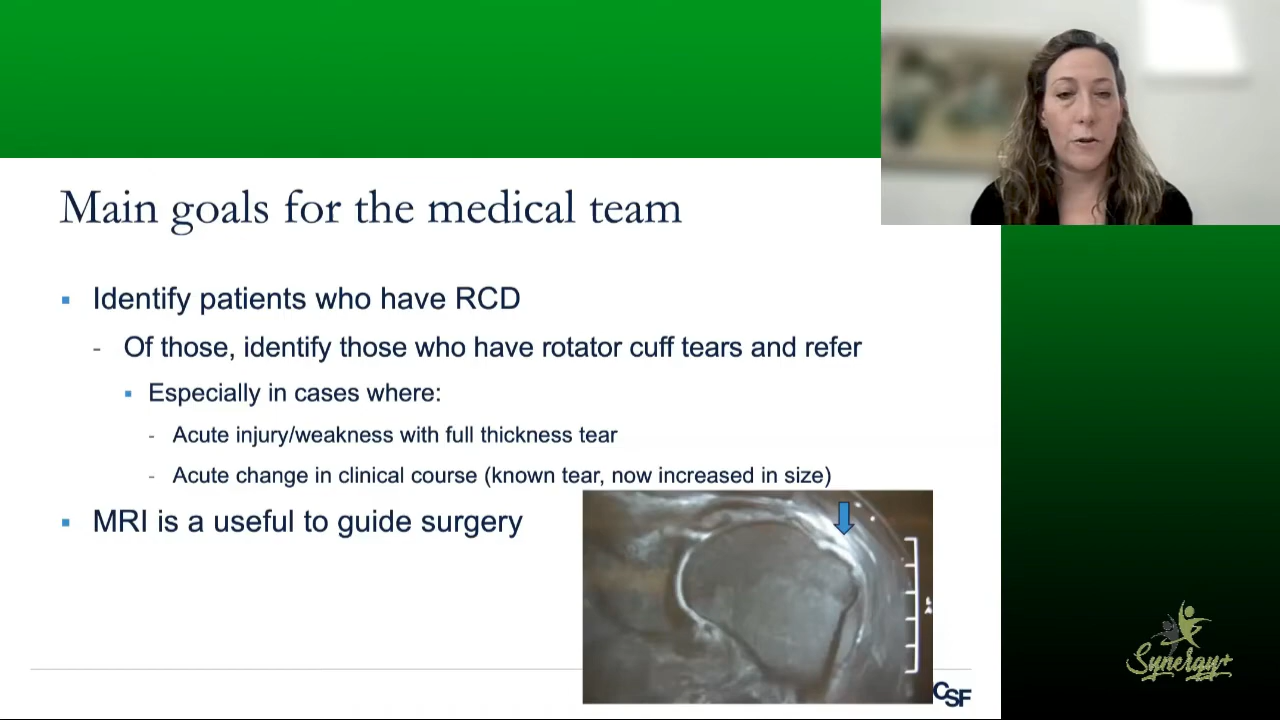 Main goals for the medical team
▪ Identify patients who have RCD
- Of those, identify those who have rotator cuff tears and refer
▪ Especially in cases where:
- Acute injury/weakness with full thickness tear
- Acute change in clinical course (known tear, now increased in size)
▪ MRI is a useful to guide surgery
CSF
Synergy+